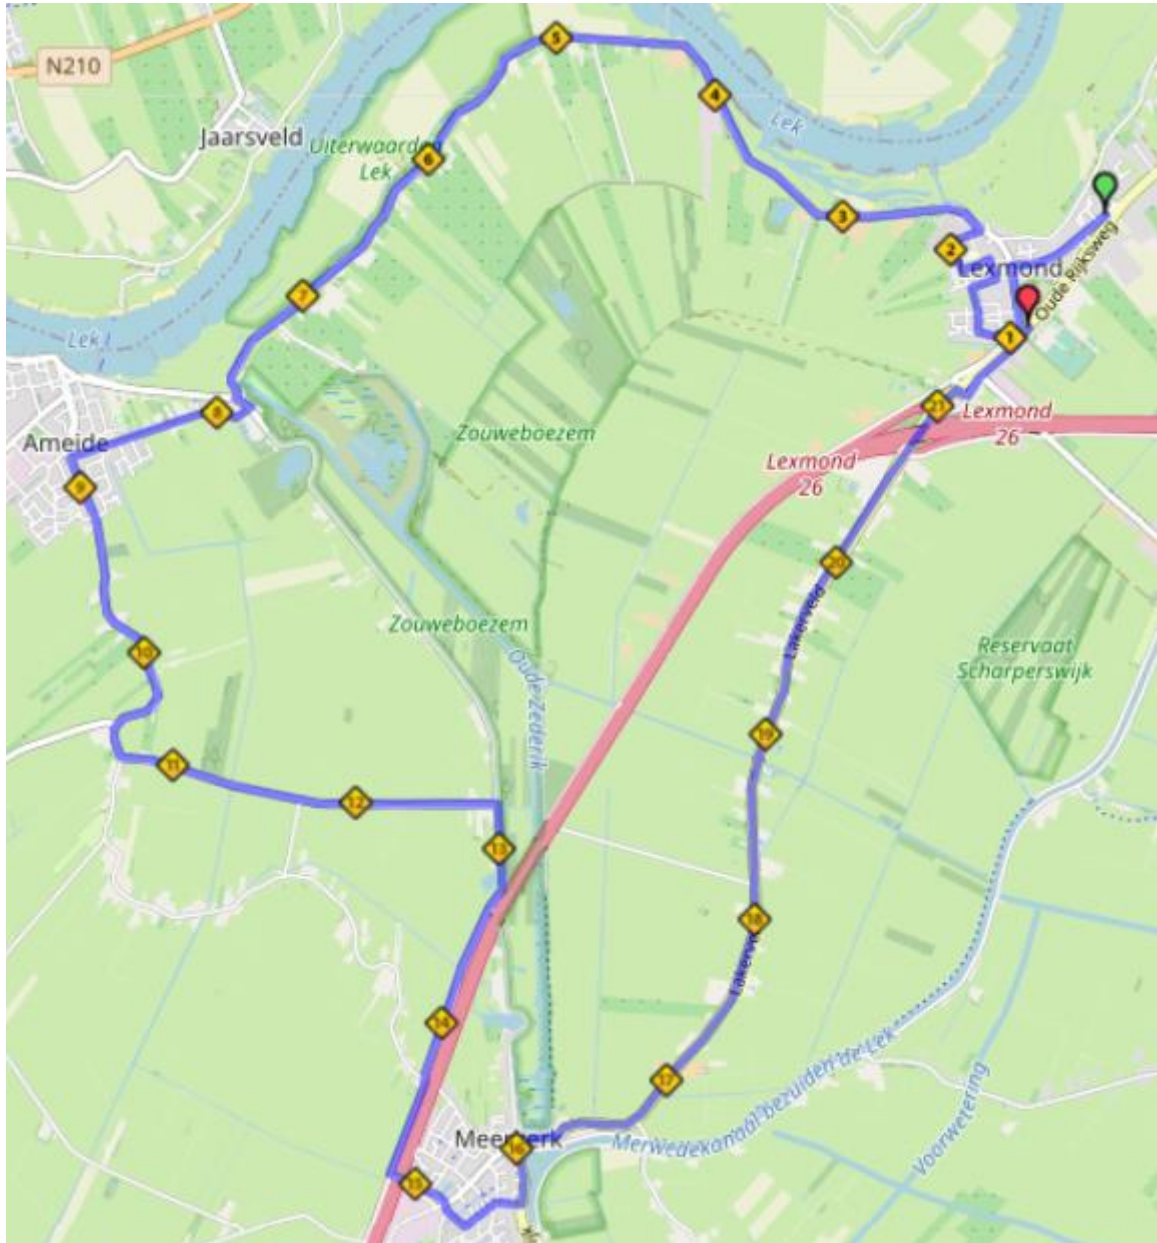 N210
5
4
Lek
Jaarsveld
Uiterwaarden
Lek
6
3
2
Lexmond
Oude Rijksweg
7
1
Lek
8
21
Lexmond
26
Ameide
Zouweboezem
Lexmond
26
9
20
Zouweboezem
Lakerveld
10
Reservaat
Scharperswijk
Oude Zederik
19
11
12
13
18
Lakerv
14
17
Merwedekanaal bezuiden de Lek
Voorwetering
Meerkerk
16
15